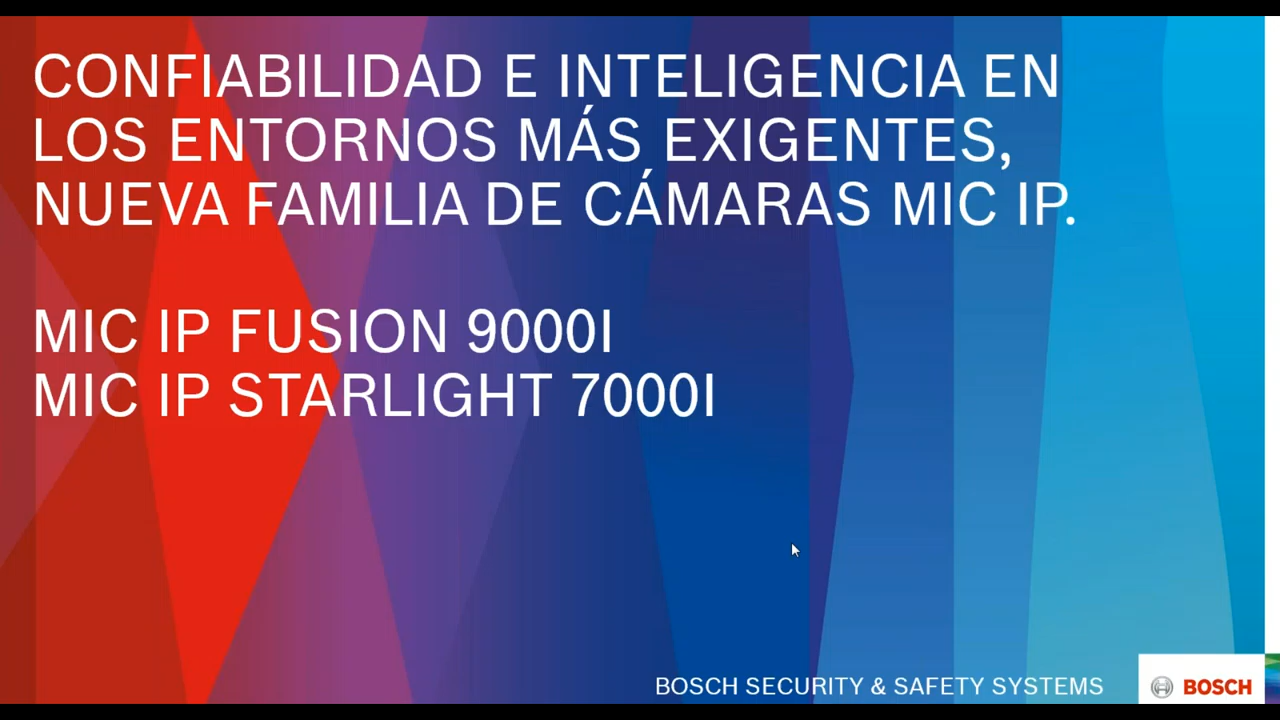 CONFIABILIDAD E INTELIGENCIA EN
LOS ENTORNOS MÁS EXIGENTES,
NUEVA FAMILIA DE CÁMARAS MIC IP.
MIC IP FUSION 9000I
MIC IP STARLIGHT 7000I
BOSCH SECURITY & SAFETY SYSTEMS
BOSCH